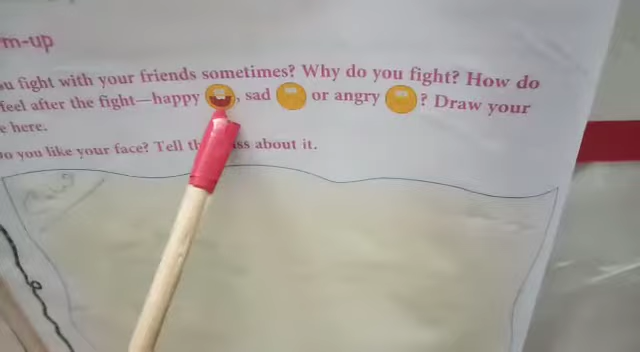 m-up
u fight with your friends sometimes? Why do you fight? How do
feel after the fight—happy , sad or angry ? Draw your
e here.
o you like your face? Tell th ss about it.